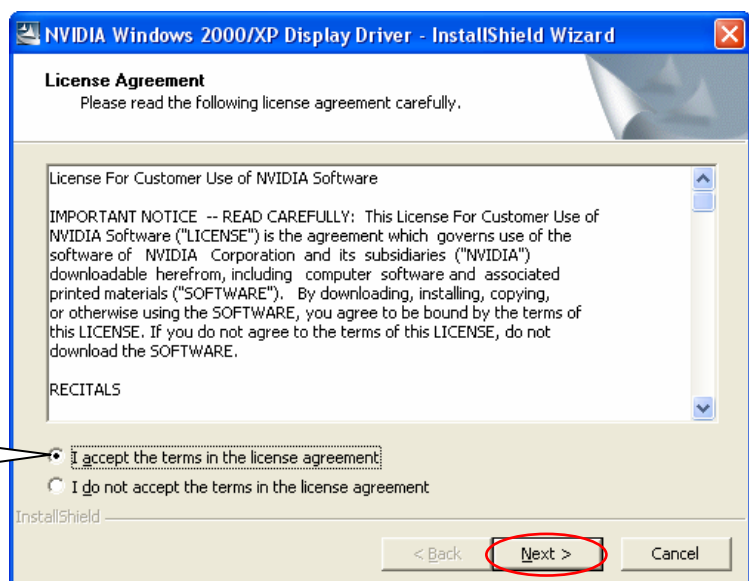 NVIDIA Windows 2000/XP Display Driver - InstallShield Wizard
License Agreement
Please read the following license agreement carefully.
License For Customer Use of NVIDIA Software
IMPORTANT NOTICE -- READ CAREFULLY: This License For Customer Use of
NVIDIA Software ("LICENSE") is the agreement which governs use of the
software of NVIDIA Corporation and its subsidiaries ("NVIDIA")
downloadable herefrom, including computer software and associated
printed materials ("SOFTWARE"). By downloading, installing, copying,
or otherwise using the SOFTWARE, you agree to be bound by the terms of
this LICENSE. If you do not agree to the terms of this LICENSE, do not
download the SOFTWARE.
RECITALS
I accept the terms in the license agreement
I do not accept the terms in the license agreement
InstallShield
< Back Next > Cancel